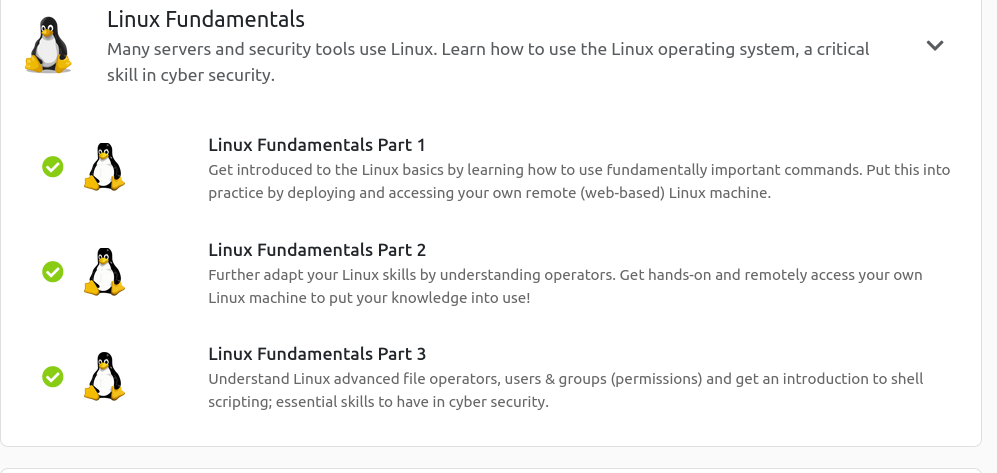 Linux Fundamentals
Many servers and security tools use Linux. Learn how to use the Linux operating system, a critical
skill in cyber security.
Linux Fundamentals Part 1
Get introduced to the Linux basics by learning how to use fundamentally important commands. Put this into
practice by deploying and accessing your own remote (web-based) Linux machine.
Linux Fundamentals Part 2
Further adapt your Linux skills by understanding operators. Get hands-on and remotely access your own
Linux machine to put your knowledge into use!
Linux Fundamentals Part 3
Understand Linux advanced file operators, users & groups (permissions) and get an introduction to shell
scripting; essential skills to have in cyber security.